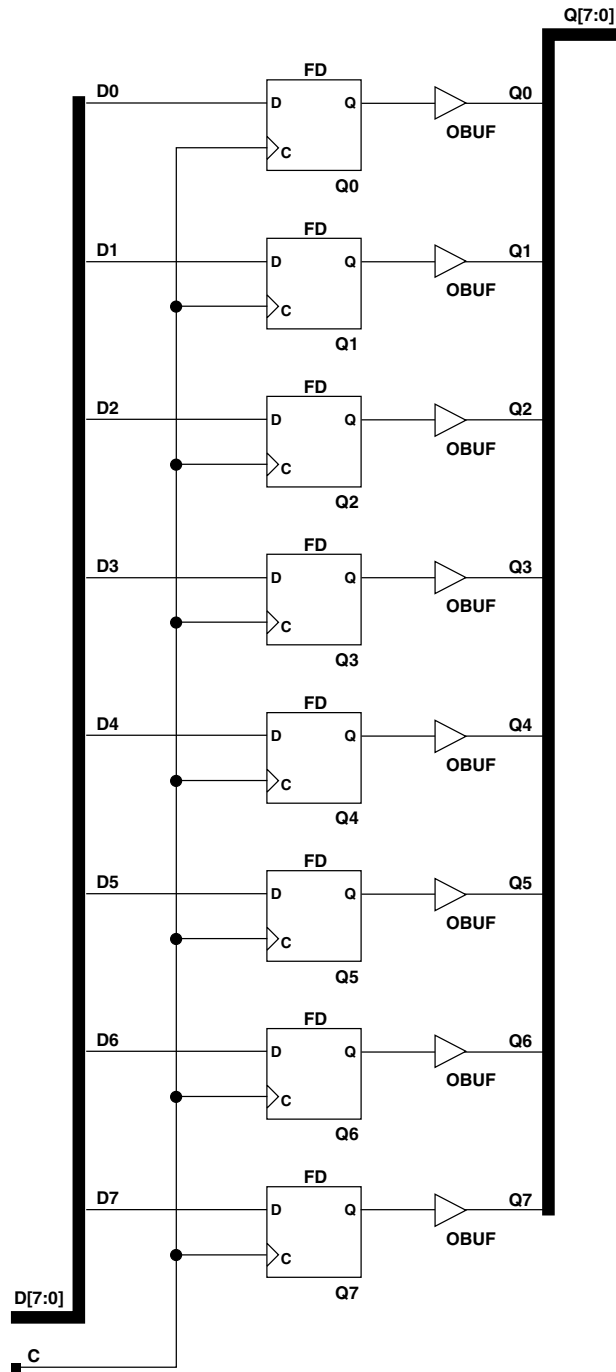 Q[7:0]
FD
D0 D Q Q0
C OBUF
Q0
FD
D1 D Q Q1
C OBUF
Q1
FD
D2 D Q Q2
C OBUF
Q2
FD
D3 D Q Q3
C OBUF
Q3
FD
D4 D Q Q4
C OBUF
Q4
FD
D5 D Q Q5
C OBUF
Q5
FD
D6 D Q Q6
C OBUF
Q6
FD
D7 D Q Q7
C OBUF
Q7
D[7:0]
C